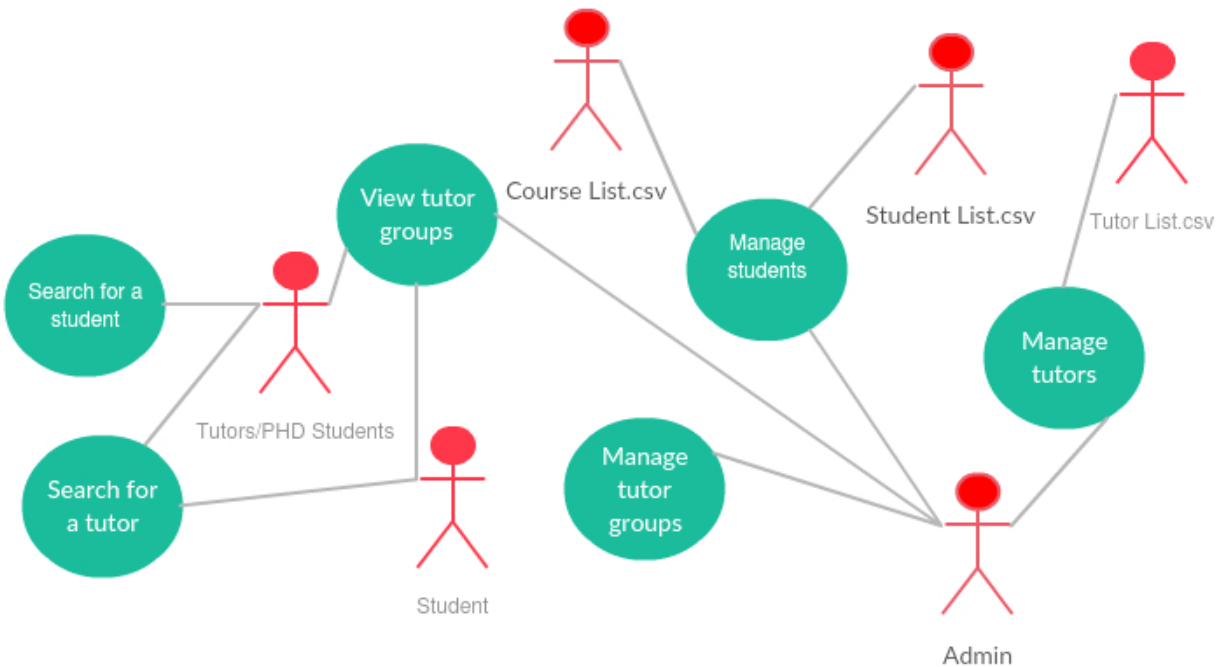 Course List.csv
Student List.csv
Tutor List.csv
View tutor
groups
Manage
students
Search for a
student
Manage
tutors
Tutors/PHD Students
Search for
a tutor
Manage
tutor
groups
Student
Admin